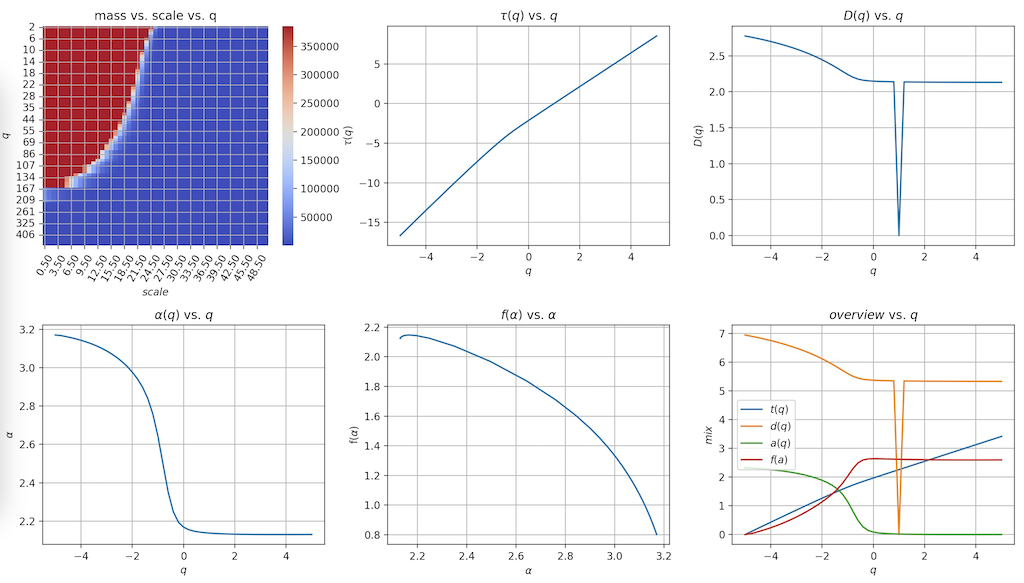 mass vs. scale vs. q
q
2
6
10
14
18
22
28
35
44
55
69
86
107
134
167
209
261
325
406
0.50
3.50
6.50
9.50
12.50
15.50
18.50
21.50
24.50
27.50
30.50
33.50
36.50
39.50
42.50
45.50
48.50
scale
350000
300000
250000
200000
150000
100000
50000
τ(q) vs. q
τ(q)
5
0
−5
−10
−15
−4 −2 0 2 4
q
D(q) vs. q
D(q)
2.5
2.0
1.5
1.0
0.5
0.0
−4 −2 0 2 4
q
α(q) vs. q
α
3.2
3.0
2.8
2.6
2.4
2.2
−4 −2 0 2 4
q
f(α) vs. α
f(α)
2.2
2.0
1.8
1.6
1.4
1.2
1.0
0.8
2.2 2.4 2.6 2.8 3.0 3.2
α
overview vs. q
mix
7
6
5
4
3
2
1
0
t(q)
d(q)
a(q)
f(a)
−4 −2 0 2 4
q